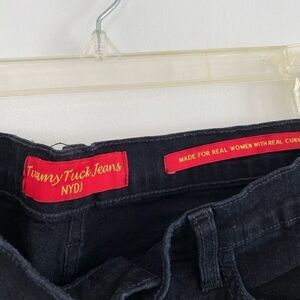 Tummy Tuck Jeans
NYDJ
MADE FOR REAL WOMEN WITH REAL CURV